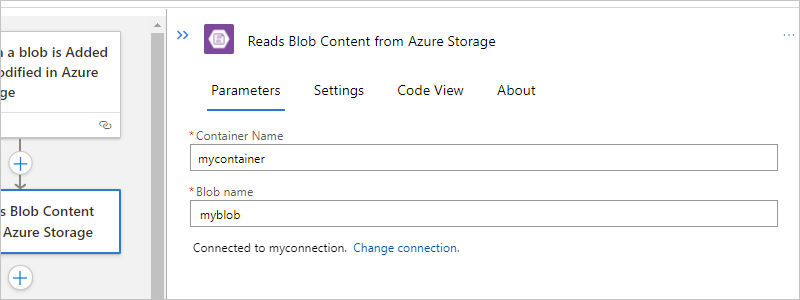 a blob is Added
odified in Azure
ge
s Blob Content
Azure Storage
Reads Blob Content from Azure Storage
Parameters Settings Code View About
*Container Name
mycontainer
*Blob name
myblob
Connected to myconnection. Change connection.